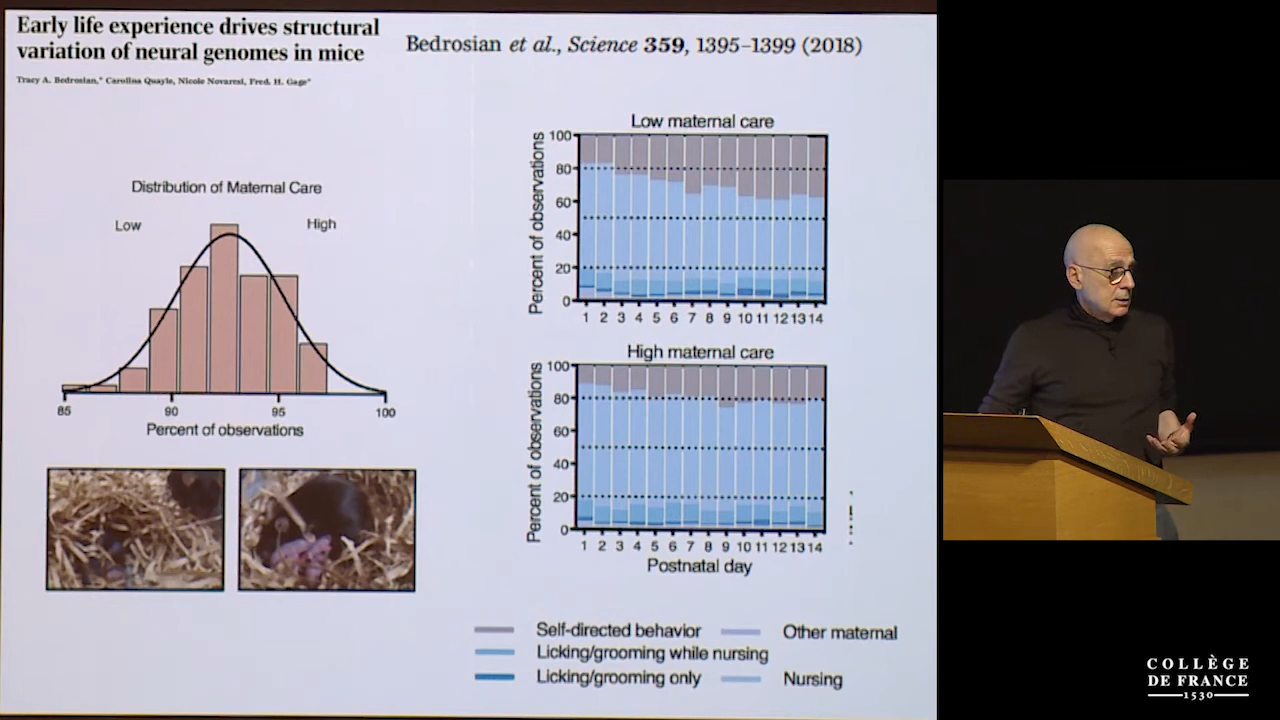 Early life experience drives structural
variation of neural genomes in mice
Tracy A. Bedrosian,* Carolina Quayle, Nicole Novaresi, Fred. H. Gage*
Bedrosian et al., Science 359, 1395–1399 (2018)
Distribution of Maternal Care
Low
High
85 90 95 100
Percent of observations
Low maternal care
Percent of observations
100
80
60
40
20
0
1 2 3 4 5 6 7 8 9 10 11 12 13 14
High maternal care
Percent of observations
100
80
60
40
20
0
1 2 3 4 5 6 7 8 9 10 11 12 13 14
Postnatal day
Self-directed behavior
Other maternal
Licking/grooming while nursing
Licking/grooming only
Nursing
COLLÈGE
DE FRANCE
1530